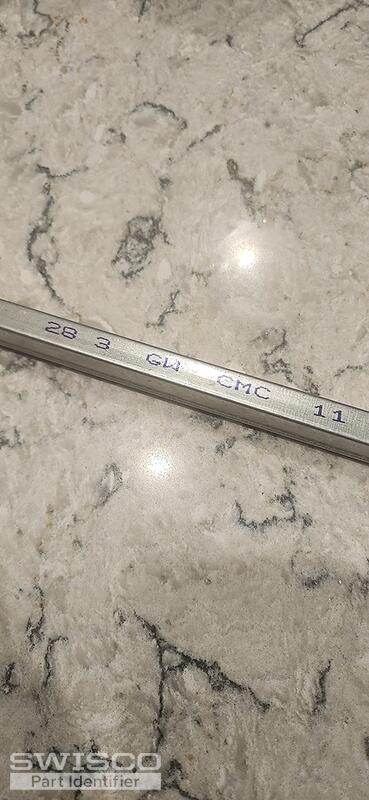 28 3 GW CMC 11
SWISCO
Part Identifier